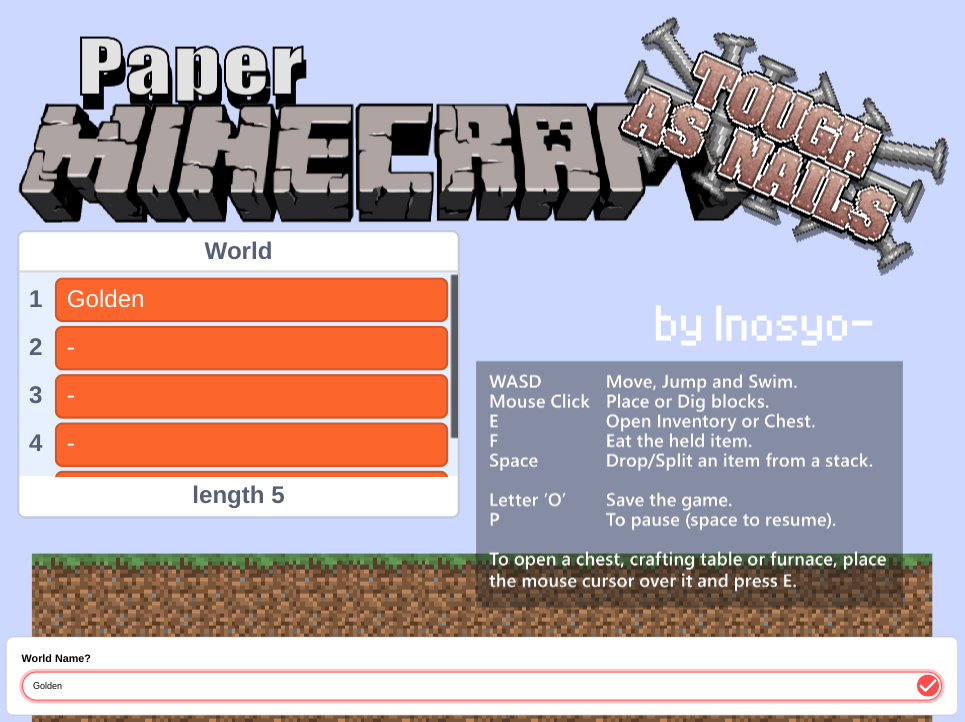 Paper
MINECRAF
TOUGH
AS NAILS
World
1 Golden
2 -
3 -
4 -
length 5
by Inosyo-
WASD Move, Jump and Swim.
Mouse Click Place or Dig blocks.
E Open Inventory or Chest.
F Eat the held item.
Space Drop/Split an item from a stack.
Letter ‘O’ Save the game.
P To pause (space to resume).
To open a chest, crafting table or furnace, place
the mouse cursor over it and press E.
World Name?
Golden